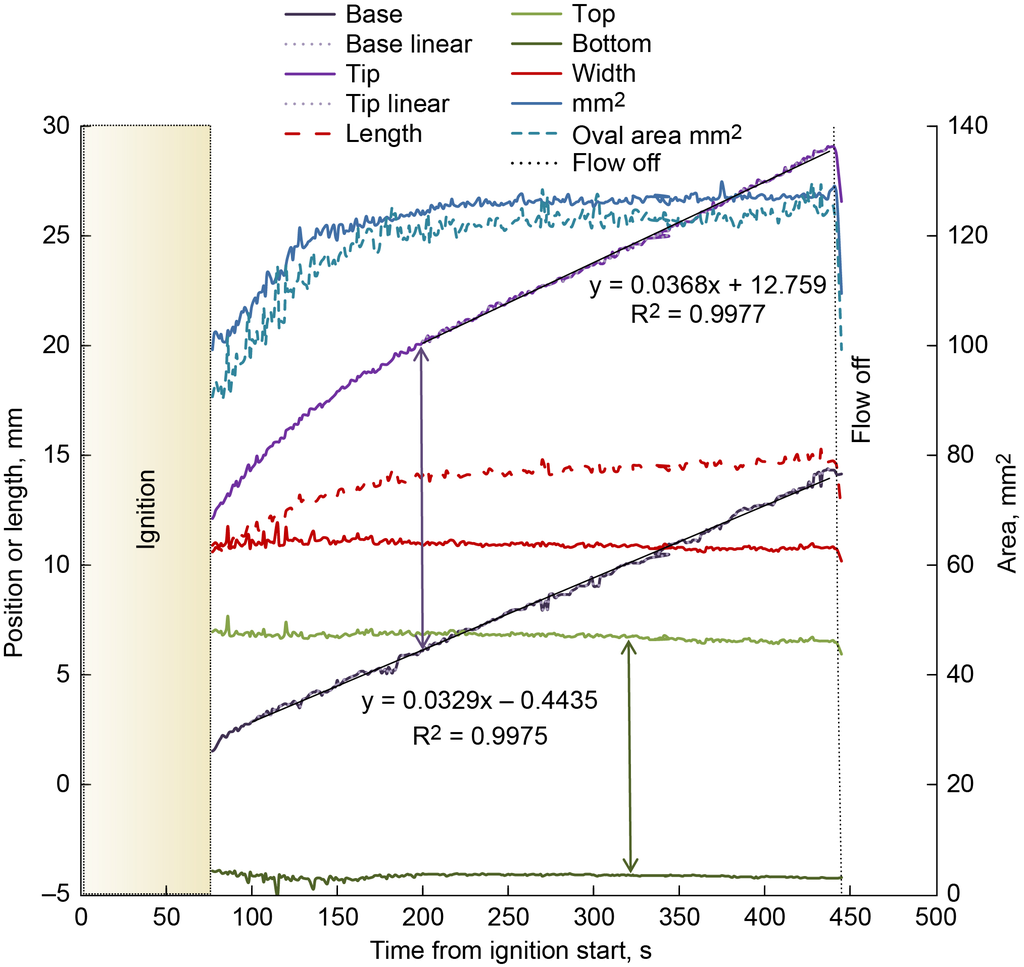 Base
Base linear
Tip
Tip linear
Length
Top
Bottom
Width
mm2
Oval area mm2
Flow off
30
25
20
15
10
5
0
–5
Position or length, mm
Ignition
y = 0.0368x + 12.759
R2 = 0.9977
y = 0.0329x – 0.4435
R2 = 0.9975
Flow off
140
120
100
80
60
40
20
0
Area, mm2
0 50 100 150 200 250 300 350 400 450 500
Time from ignition start, s